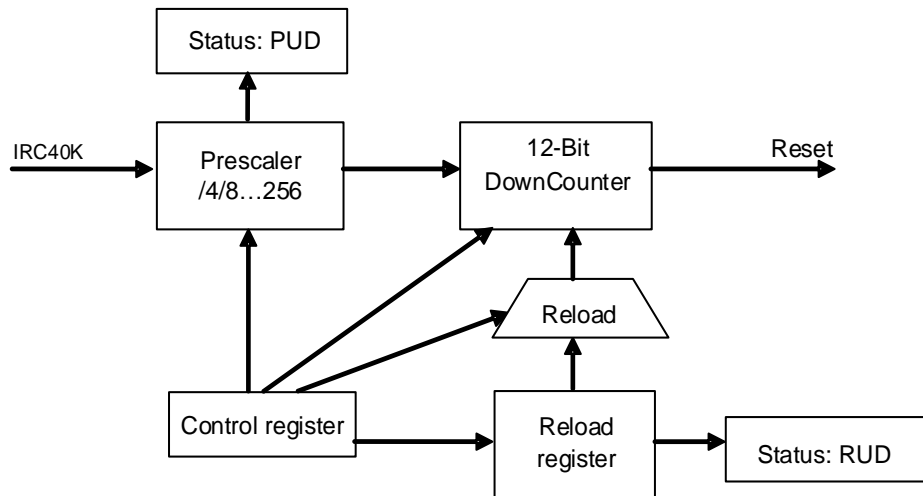 Status: PUD
IRC40K
Prescaler
/4/8…256
12-Bit
DownCounter
Reset
Reload
Control register
Reload
register
Status: RUD